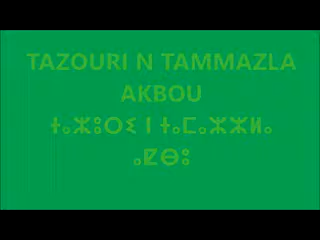 TAZOURI N TAMMAZLA
AKBOU
ⵜⴰⵣⵓⵔⵉ ⵏ ⵜⴰⵎⴰⵣⵣⵍⴰ
ⴰⴽⴱⵓ